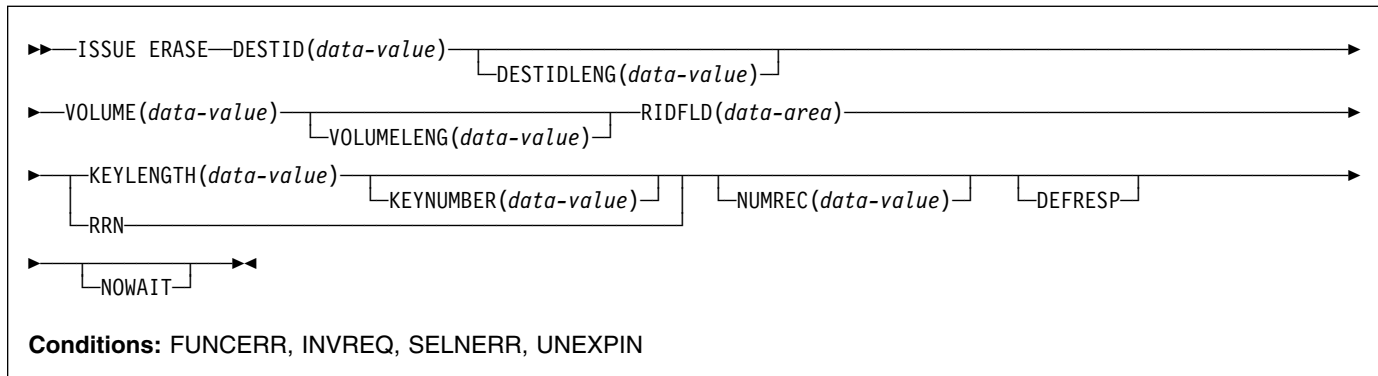 ISSUE ERASE DESTID(data-value)
DESTIDLENG(data-value)
VOLUME(data-value) RIDFLD(data-area)
VOLUMELENG(data-value)
KEYLENGTH(data-value)
KEYNUMBER(data-value) NUMREC(data-value) DEFRESP
RRN
NOWAIT
Conditions: FUNCERR, INVREQ, SELNERR, UNEXPIN